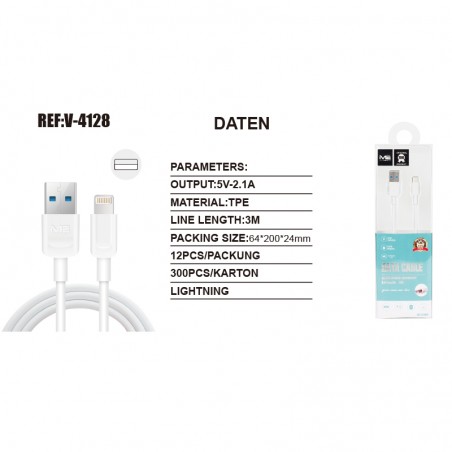 REF:V-4128
DATEN
PARAMETERS:
OUTPUT:5V-2.1A
MATERIAL:TPE
LINE LENGTH:3M
PACKING SIZE:64*200*24mm
12PCS/PACKUNG
300PCS/KARTON
LIGHTNING
CABLE